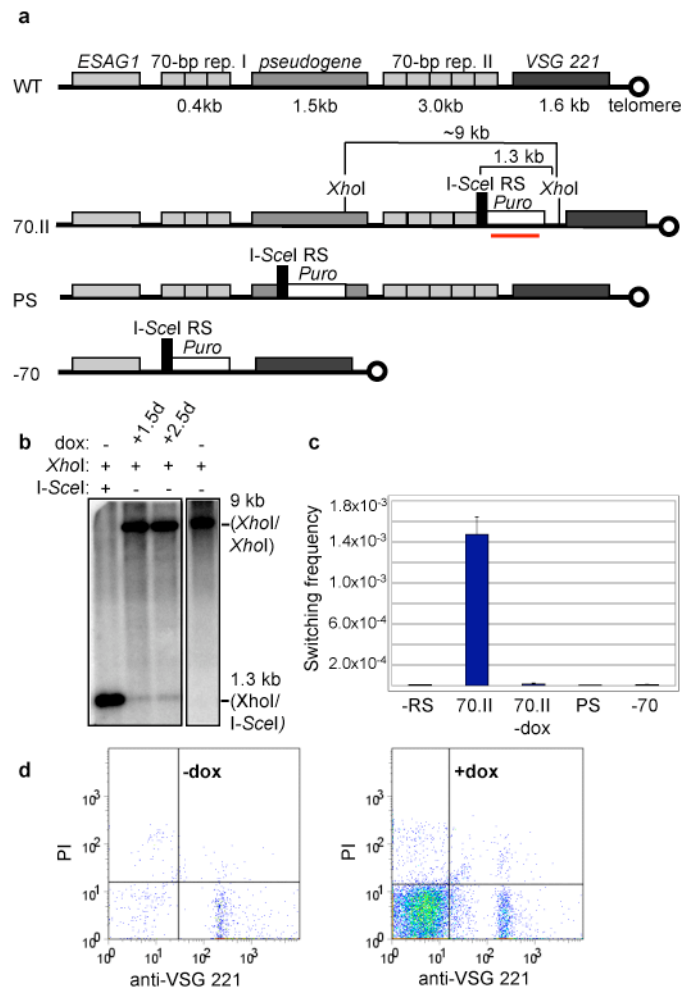 a
ESAG1 70-bp rep. I pseudogene 70-bp rep. II VSG 221
WT
0.4kb 1.5kb 3.0kb 1.6 kb telomere
~9 kb
1.3 kb
XhoI I-SceI RS XhoI
Puro
70.II
I-SceI RS
Puro
PS
I-SceI RS
Puro
-70
b
dox: - +1.5d +2.5d -
XhoI: + + + +
I-SceI: + - - -
9 kb
(XhoI/
XhoI)
1.3 kb
(XhoI/
I-SceI)
c
Switching frequency
1.8x10-3
1.4x10-3
1.0x10-3
6.0x10-4
2.0x10-4
-RS 70.II 70.II PS -70
-dox
d
-dox
PI
103
102
101
100
100 101 102 103
anti-VSG 221
+dox
PI
103
102
101
100
100 101 102 103
anti-VSG 221